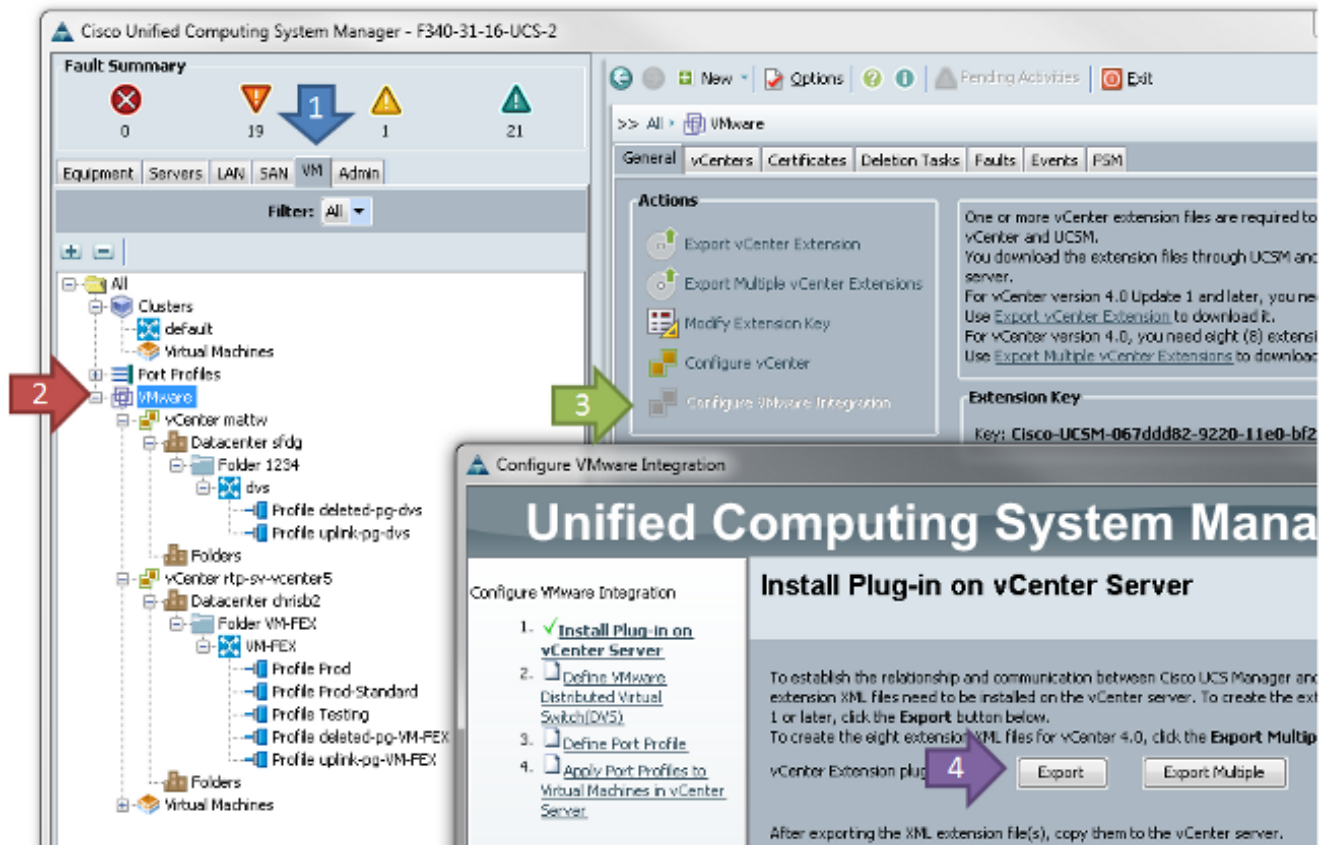 Cisco Unified Computing System Manager - F340-31-16-UCS-2
Fault Summary
0 19 1 21
1
Equipment Servers LAN SAN VM Admin
Filter: All
All
Clusters
default
Virtual Machines
Port Profiles
2
VMware
vCenter mattw
Datacenter sfdg
Folder 1234
dvs
Profile deleted-pg-dvs
Profile uplink-pg-dvs
Folders
vCenter rtp-sv-vcenter5
Datacenter chrisb2
Folder VM-FEX
VM-FEX
Profile Prod
Profile Prod-Standard
Profile Testing
Profile deleted-pg-VM-FEX
Profile uplink-pg-VM-FEX
Folders
Virtual Machines
New Options Pending Activities Exit
>> All VMware
General vCenters Certificates Deletion Tasks Faults Events FSM
Actions
Export vCenter Extension
Export Multiple vCenter Extensions
Modify Extension Key
Configure vCenter
3
Configure VMware Integration
One or more vCenter extension files are required to
vCenter and UCSM.
You download the extension files through UCSM and
server.
For vCenter version 4.0 Update 1 and later, you ne
Use Export vCenter Extension to download it.
For vCenter version 4.0, you need eight (8) extensi
Use Export Multiple vCenter Extensions to download
Extension Key
Key: Cisco-UCSM-067ddd82-9220-11e0-bf2
Configure VMware Integration
Unified Computing System Mana
Configure VMware Integration
1. Install Plug-in on
vCenter Server
2. Define VMware
Distributed Virtual
Switch(DVS)
3. Define Port Profile
4. Apply Port Profiles to
Virtual Machines in vCenter
Server
Install Plug-in on vCenter Server
To establish the relationship and communication between Cisco UCS Manager and
extension XML files need to be installed on the vCenter server. To create the ext
1 or later, click the Export button below.
To create the eight extension XML files for vCenter 4.0, click the Export Multip
vCenter Extension plug
4
Export Export Multiple
After exporting the XML extension file(s), copy them to the vCenter server.